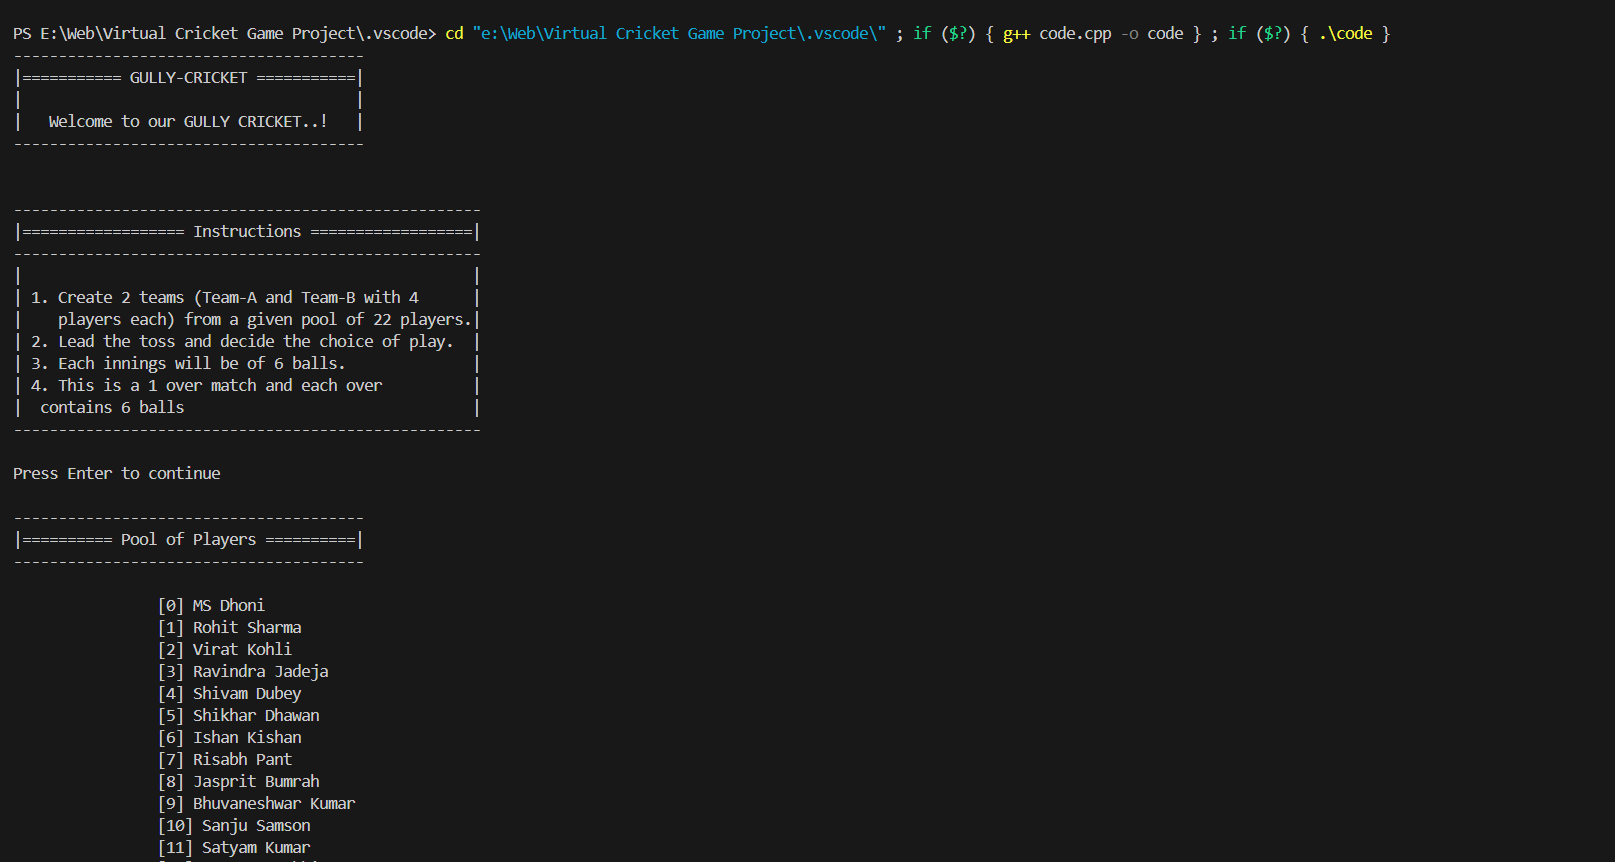 PS E:\Web\Virtual Cricket Game Project\.vscode> cd "e:\Web\Virtual Cricket Game Project\.vscode\" ; if ($?) { g++ code.cpp -o code } ; if ($?) { .\code }
---------------------------------------
|=========== GULLY-CRICKET ===========|
|                                     |
|   Welcome to our GULLY CRICKET..!   |
---------------------------------------
----------------------------------------------------
|================== Instructions ==================|
----------------------------------------------------
|                                                  |
| 1. Create 2 teams (Team-A and Team-B with 4      |
|    players each) from a given pool of 22 players.|
| 2. Lead the toss and decide the choice of play.  |
| 3. Each innings will be of 6 balls.              |
| 4. This is a 1 over match and each over          |
|  contains 6 balls                                |
----------------------------------------------------
Press Enter to continue
---------------------------------------
|========== Pool of Players ==========|
---------------------------------------
[0] MS Dhoni
[1] Rohit Sharma
[2] Virat Kohli
[3] Ravindra Jadeja
[4] Shivam Dubey
[5] Shikhar Dhawan
[6] Ishan Kishan
[7] Risabh Pant
[8] Jasprit Bumrah
[9] Bhuvaneshwar Kumar
[10] Sanju Samson
[11] Satyam Kumar